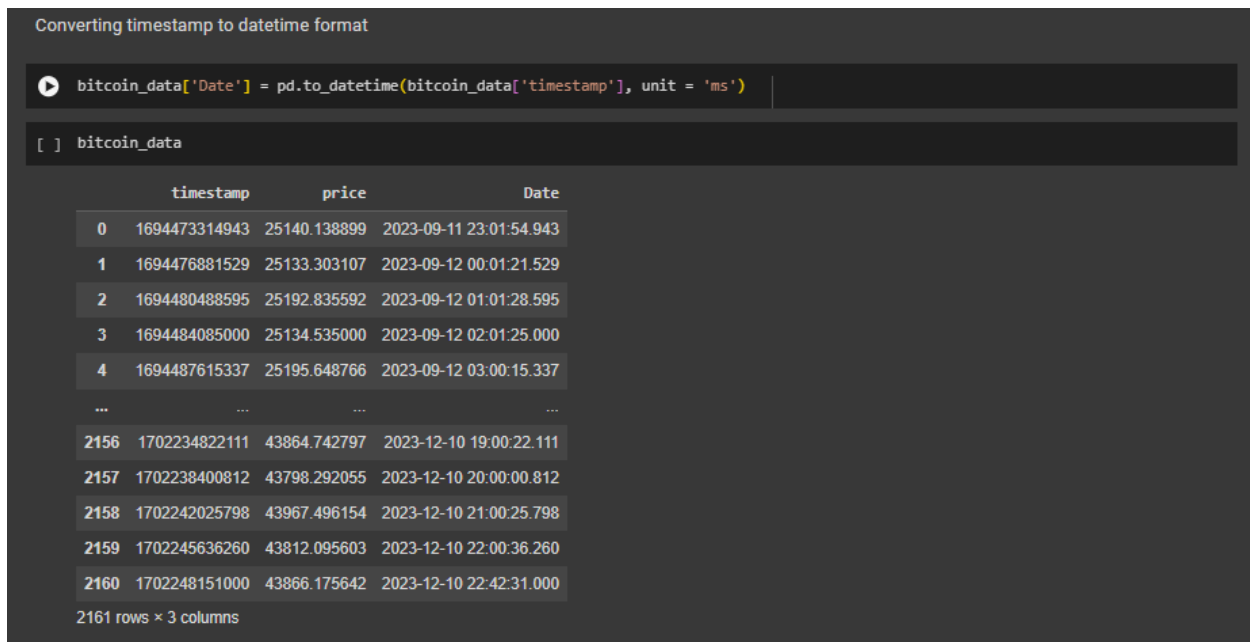 Converting timestamp to datetime format
bitcoin_data['Date'] = pd.to_datetime(bitcoin_data['timestamp'], unit = 'ms')
[ ] bitcoin_data
timestamp price Date
0 1694473314943 25140.138899 2023-09-11 23:01:54.943
1 1694476881529 25133.303107 2023-09-12 00:01:21.529
2 1694480488595 25192.835592 2023-09-12 01:01:28.595
3 1694484085000 25134.535000 2023-09-12 02:01:25.000
4 1694487615337 25195.648766 2023-09-12 03:00:15.337
... ... ... ...
2156 1702234822111 43864.742797 2023-12-10 19:00:22.111
2157 1702238400812 43798.292055 2023-12-10 20:00:00.812
2158 1702242025798 43967.496154 2023-12-10 21:00:25.798
2159 1702245636260 43812.095603 2023-12-10 22:00:36.260
2160 1702248151000 43866.175642 2023-12-10 22:42:31.000
2161 rows × 3 columns